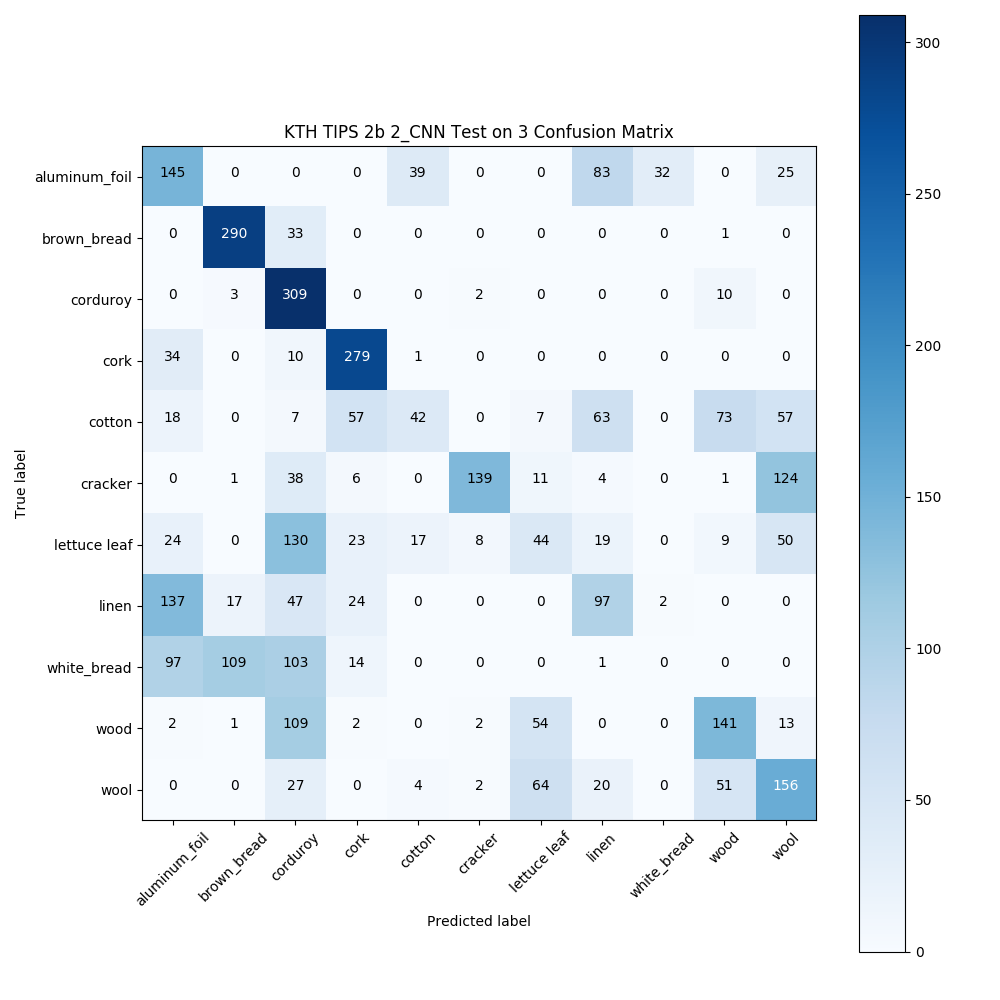 KTH TIPS 2b 2_CNN Test on 3 Confusion Matrix
aluminum_foil 145 0 0 0 39 0 0 83 32 0 25
brown_bread 0 290 33 0 0 0 0 0 0 1 0
corduroy 0 3 309 0 0 2 0 0 0 10 0
cork 34 0 10 279 1 0 0 0 0 0 0
cotton 18 0 7 57 42 0 7 63 0 73 57
cracker 0 1 38 6 0 139 11 4 0 1 124
lettuce leaf 24 0 130 23 17 8 44 19 0 9 50
linen 137 17 47 24 0 0 0 97 2 0 0
white_bread 97 109 103 14 0 0 0 1 0 0 0
wood 2 1 109 2 0 2 54 0 0 141 13
wool 0 0 27 0 4 2 64 20 0 51 156
True label
aluminum_foil brown_bread corduroy cork cotton cracker lettuce leaf linen white_bread wood wool
Predicted label
300
250
200
150
100
50
0